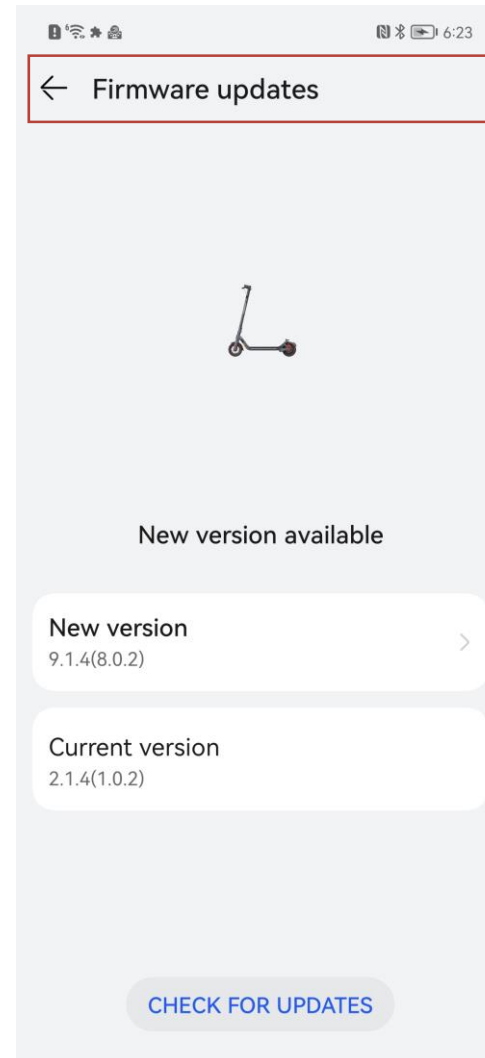 6:23
Firmware updates
New version available
New version
9.1.4(8.0.2)
Current version
2.1.4(1.0.2)
CHECK FOR UPDATES